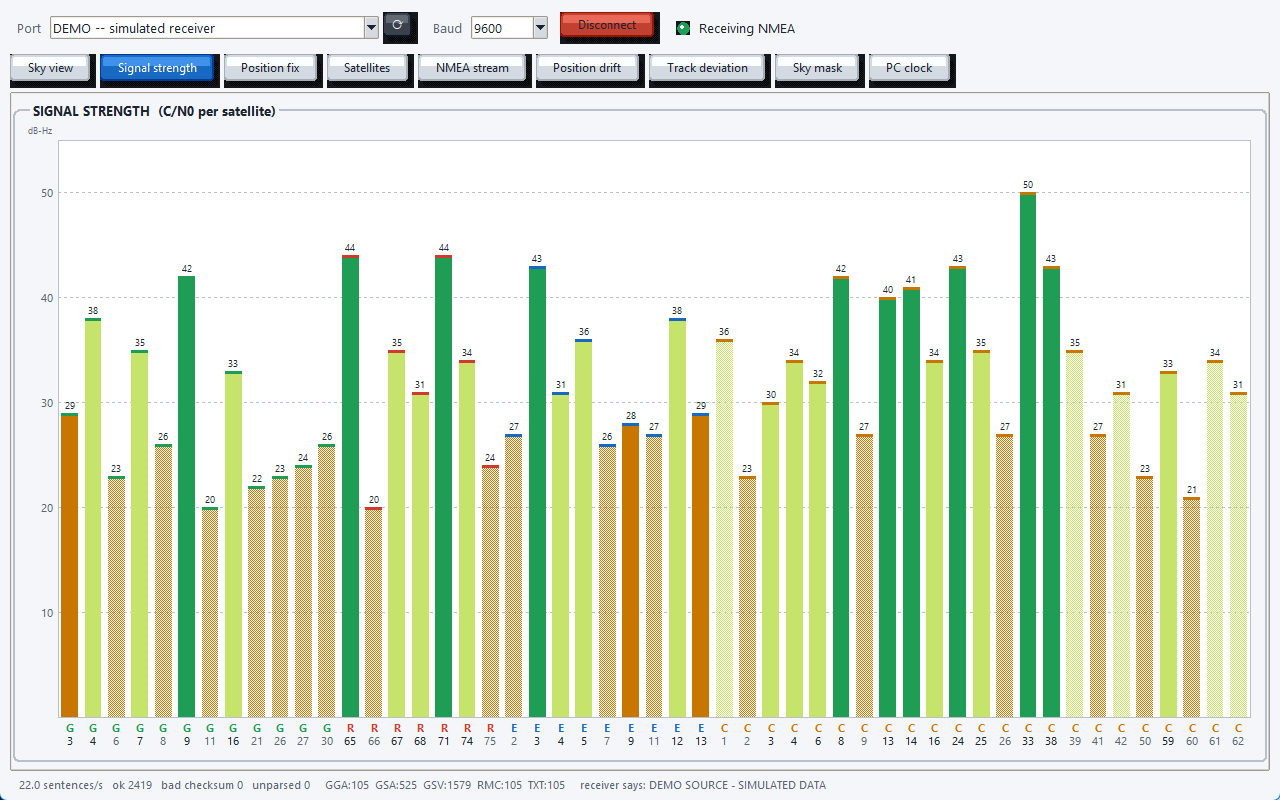 Port DEMO -- simulated receiver Baud 9600 Disconnect Receiving NMEA
Sky view Signal strength Position fix Satellites NMEA stream Position drift Track deviation Sky mask PC clock
SIGNAL STRENGTH (C/N0 per satellite)
dB-Hz
50
40
30
20
10
29 38 23 35 26 42 20 33 22 23 24 26 44 20 35 31 44 34 24 27 43 31 36 26 28 27 38 29 36 23 30 34 32 42 27 40 41 34 43 35 27 50 43 35 27 31 23 33 21 34 31
G G G G G G G G G G G G R R R R R R R E E E E E E E E E C C C C C C C C C C C C C C C C C C C C C C C
3 4 6 7 8 9 11 16 21 26 27 30 65 66 67 68 71 74 75 2 3 4 5 7 9 11 12 13 1 2 3 4 6 8 9 13 14 16 24 25 26 33 38 39 41 42 50 59 60 61 62
22.0 sentences/s ok 2419 bad checksum 0 unparsed 0 GGA:105 GSA:525 GSV:1579 RMC:105 TXT:105 receiver says: DEMO SOURCE - SIMULATED DATA